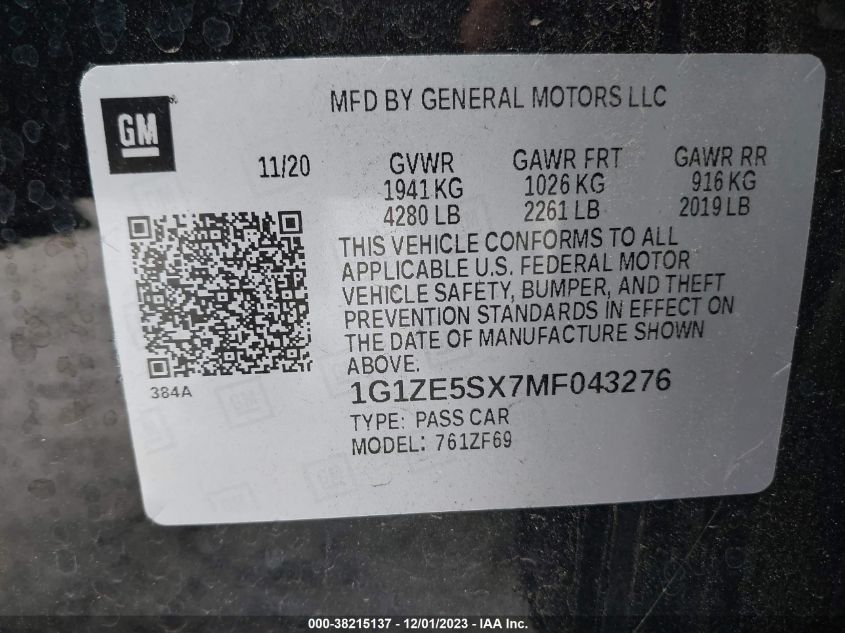 MFD BY GENERAL MOTORS LLC
GM
11/20
GVWR GAWR FRT GAWR RR
1941 KG 1026 KG 916 KG
4280 LB 2261 LB 2019 LB
THIS VEHICLE CONFORMS TO ALL
APPLICABLE U.S. FEDERAL MOTOR
VEHICLE SAFETY, BUMPER, AND THEFT
PREVENTION STANDARDS IN EFFECT ON
THE DATE OF MANUFACTURE SHOWN
ABOVE.
384A
1G1ZE5SX7MF043276
TYPE: PASS CAR
MODEL: 761ZF69
000-38215137 - 12/01/2023 - IAA Inc.